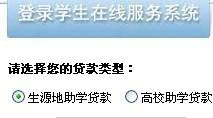 登录学生在线服务系统
请选择您的贷款类型：
生源地助学贷款 高校助学贷款